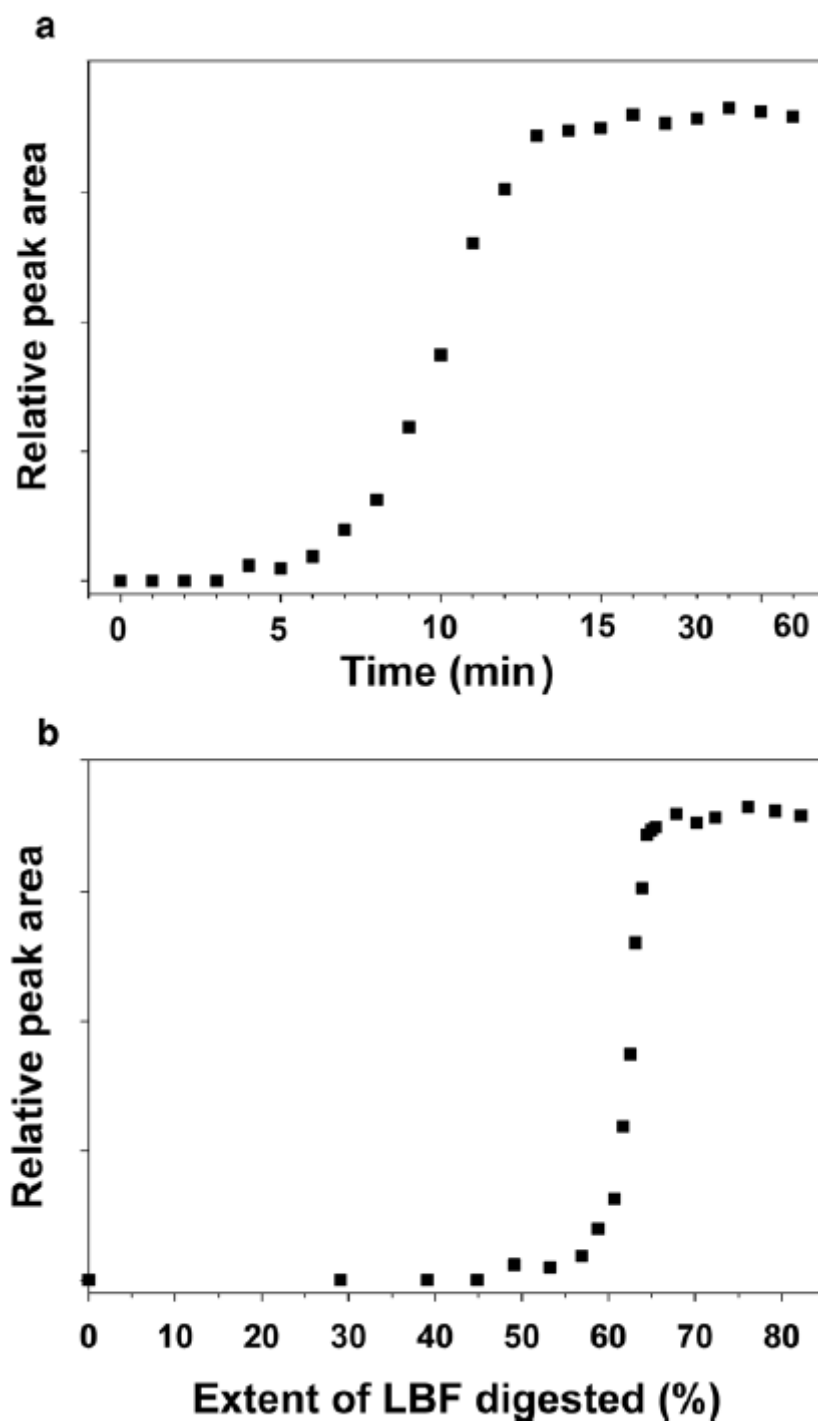 a
Relative peak area
0 5 10 15 30 60
Time (min)
b
Relative peak area
0 10 20 30 40 50 60 70 80
Extent of LBF digested (%)